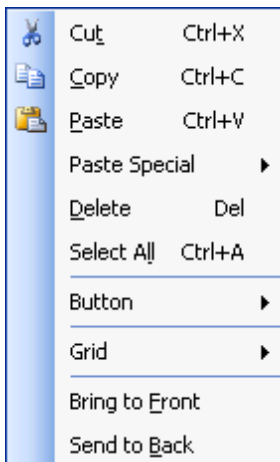 Cut Ctrl+X
Copy Ctrl+C
Paste Ctrl+V
Paste Special
Delete Del
Select All Ctrl+A
Button
Grid
Bring to Front
Send to Back